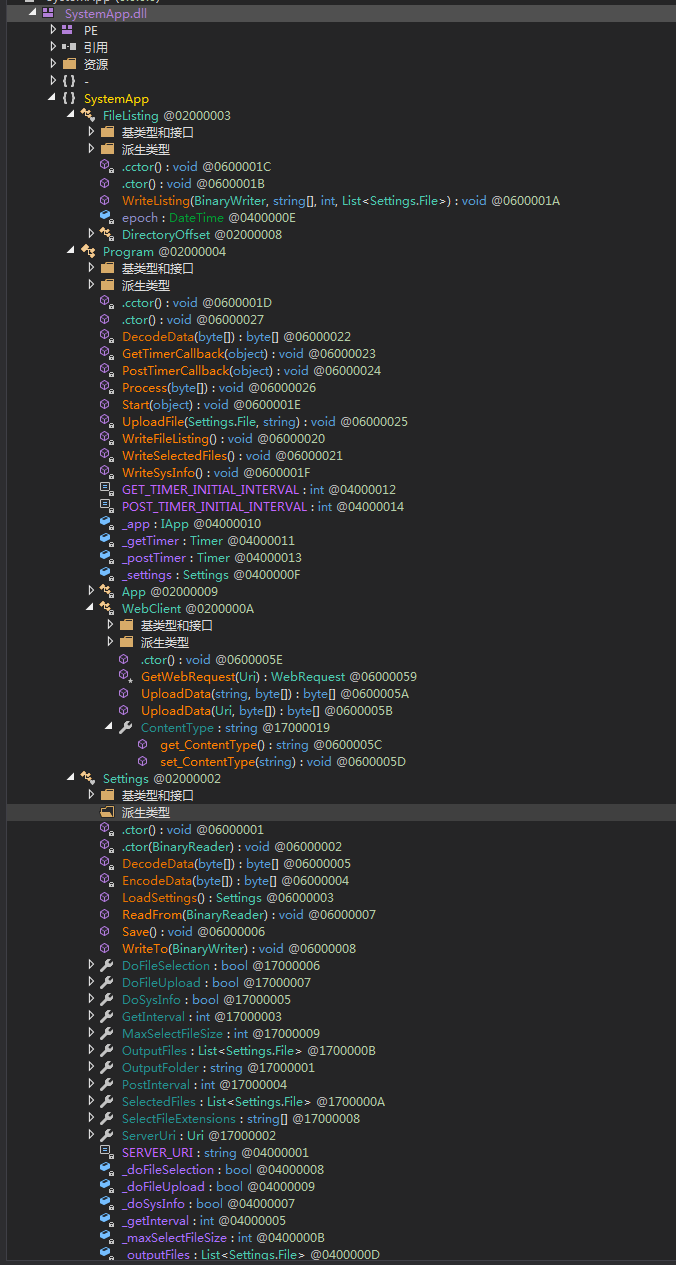 SystemApp.dll
PE
引用
资源
{ } -
{ } SystemApp
FileListing @02000003
基类型和接口
派生类型
.cctor() : void @0600001C
.ctor() : void @0600001B
WriteListing(BinaryWriter, string[], int, List<Settings.File>) : void @0600001A
epoch : DateTime @0400000E
DirectoryOffset @02000008
Program @02000004
基类型和接口
派生类型
.cctor() : void @0600001D
.ctor() : void @06000027
DecodeData(byte[]) : byte[] @06000022
GetTimerCallback(object) : void @06000023
PostTimerCallback(object) : void @06000024
Process(byte[]) : void @06000026
Start(object) : void @0600001E
UploadFile(Settings.File, string) : void @06000025
WriteFileListing() : void @06000020
WriteSelectedFiles() : void @06000021
WriteSysInfo() : void @0600001F
GET_TIMER_INITIAL_INTERVAL : int @04000012
POST_TIMER_INITIAL_INTERVAL : int @04000014
_app : IApp @04000010
_getTimer : Timer @04000011
_postTimer : Timer @04000013
_settings : Settings @0400000F
App @02000009
WebClient @0200000A
基类型和接口
派生类型
.ctor() : void @0600005E
GetWebRequest(Uri) : WebRequest @06000059
UploadData(string, byte[]) : byte[] @0600005A
UploadData(Uri, byte[]) : byte[] @0600005B
ContentType : string @17000019
get_ContentType() : string @0600005C
set_ContentType(string) : void @0600005D
Settings @02000002
基类型和接口
派生类型
.ctor() : void @06000001
.ctor(BinaryReader) : void @06000002
DecodeData(byte[]) : byte[] @06000005
EncodeData(byte[]) : byte[] @06000004
LoadSettings() : Settings @06000003
ReadFrom(BinaryReader) : void @06000007
Save() : void @06000006
WriteTo(BinaryWriter) : void @06000008
DoFileSelection : bool @17000006
DoFileUpload : bool @17000007
DoSysInfo : bool @17000005
GetInterval : int @17000003
MaxSelectFileSize : int @17000009
OutputFiles : List<Settings.File> @1700000B
OutputFolder : string @17000001
PostInterval : int @17000004
SelectedFiles : List<Settings.File> @1700000A
SelectFileExtensions : string[] @17000008
ServerUri : Uri @17000002
SERVER_URI : string @04000001
_doFileSelection : bool @04000008
_doFileUpload : bool @04000009
_doSysInfo : bool @04000007
_getInterval : int @04000005
_maxSelectFileSize : int @0400000B
_outputFiles : List<Settings.File> @0400000D